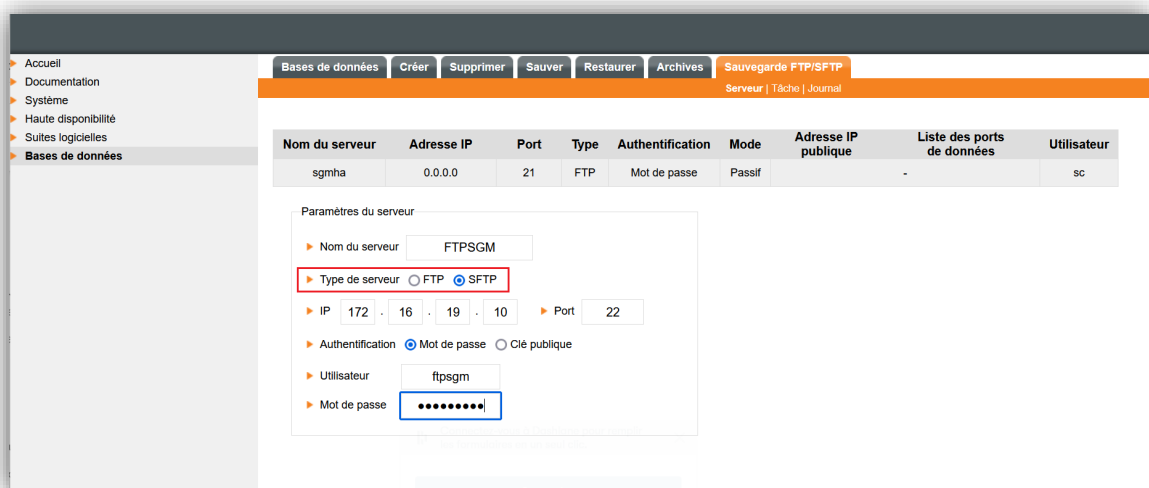 Accueil
Documentation
Système
Haute disponibilité
Suites logicielles
Bases de données
Bases de données Créer Supprimer Sauver Restaurer Archives Sauvegarde FTP/SFTP
Serveur | Tâche | Journal
Nom du serveur Adresse IP Port Type Authentification Mode Adresse IP publique Liste des ports de données Utilisateur
sgmha 0.0.0.0 21 FTP Mot de passe Passif - sc
Paramètres du serveur
Nom du serveur FTPSGM
Type de serveur FTP SFTP
IP 172 . 16 . 19 . 10 Port 22
Authentification Mot de passe Clé publique
Utilisateur ftpsgm
Mot de passe •••••••••